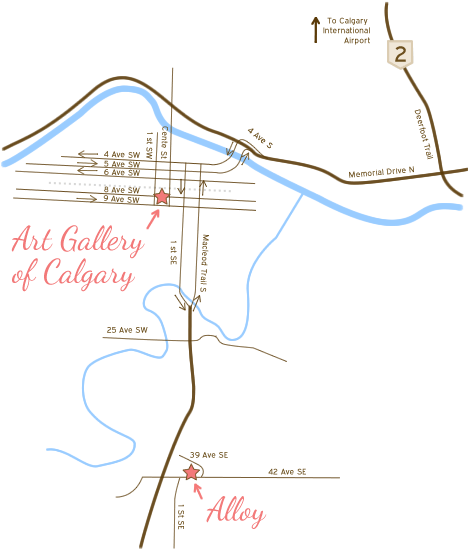 To Calgary
International
Airport
2
Deerfoot Trail
4 Ave S
Memorial Drive N
Cente St
1 st SW
4 Ave SW
5 Ave SW
6 Ave SW
8 Ave SW
9 Ave SW
Art Gallery
of Calgary
1 st SE
Macleod Trail S
25 Ave SW
39 Ave SE
42 Ave SE
Alloy
1 St SE